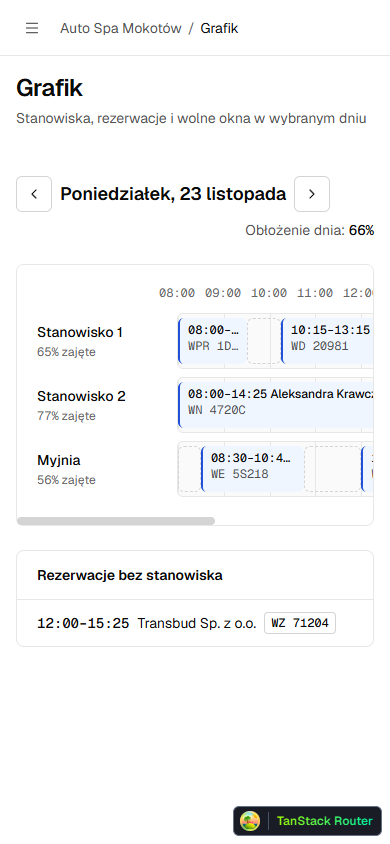 Auto Spa Mokotów / Grafik
Grafik
Stanowiska, rezerwacje i wolne okna w wybranym dniu
Poniedziałek, 23 listopada
Obłożenie dnia: 66%
08:00 09:00 10:00 11:00 12:00
Stanowisko 1
65% zajęte
08:00–…
WPR 1D…
10:15–13:15
WD 20981
Stanowisko 2
77% zajęte
08:00–14:25 Aleksandra Krawcz
WN 4720C
Myjnia
56% zajęte
08:30–10:4…
WE 5S218
Rezerwacje bez stanowiska
12:00–15:25 Transbud Sp. z o.o. WZ 71204
TanStack Router